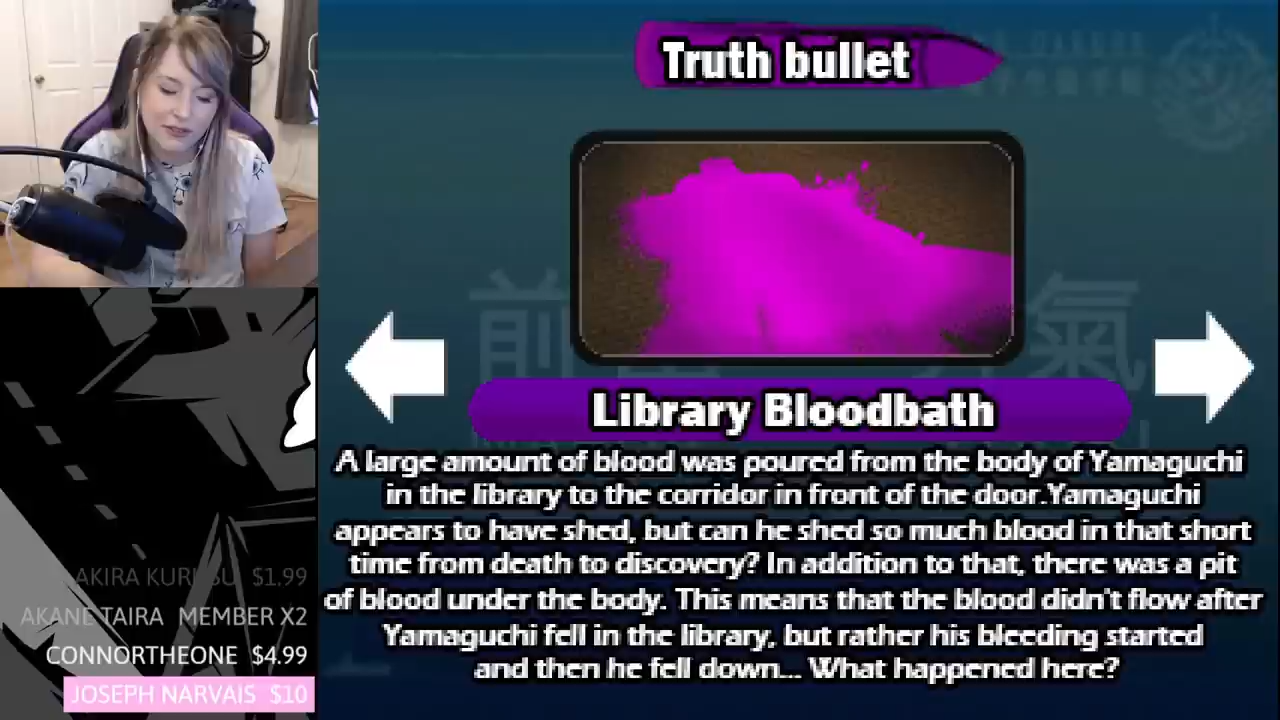 Truth bullet
Library Bloodbath
A large amount of blood was poured from the body of Yamaguchi
in the library to the corridor in front of the door.Yamaguchi
appears to have shed, but can he shed so much blood in that short
time from death to discovery? In addition to that, there was a pit
of blood under the body. This means that the blood didn't flow after
Yamaguchi fell in the library, but rather his bleeding started
and then he fell down... What happened here?
$1.99
AKANE TAIRA MEMBER X2
CONNORTHEONE $4.99
JOSEPH NARVAIS $10